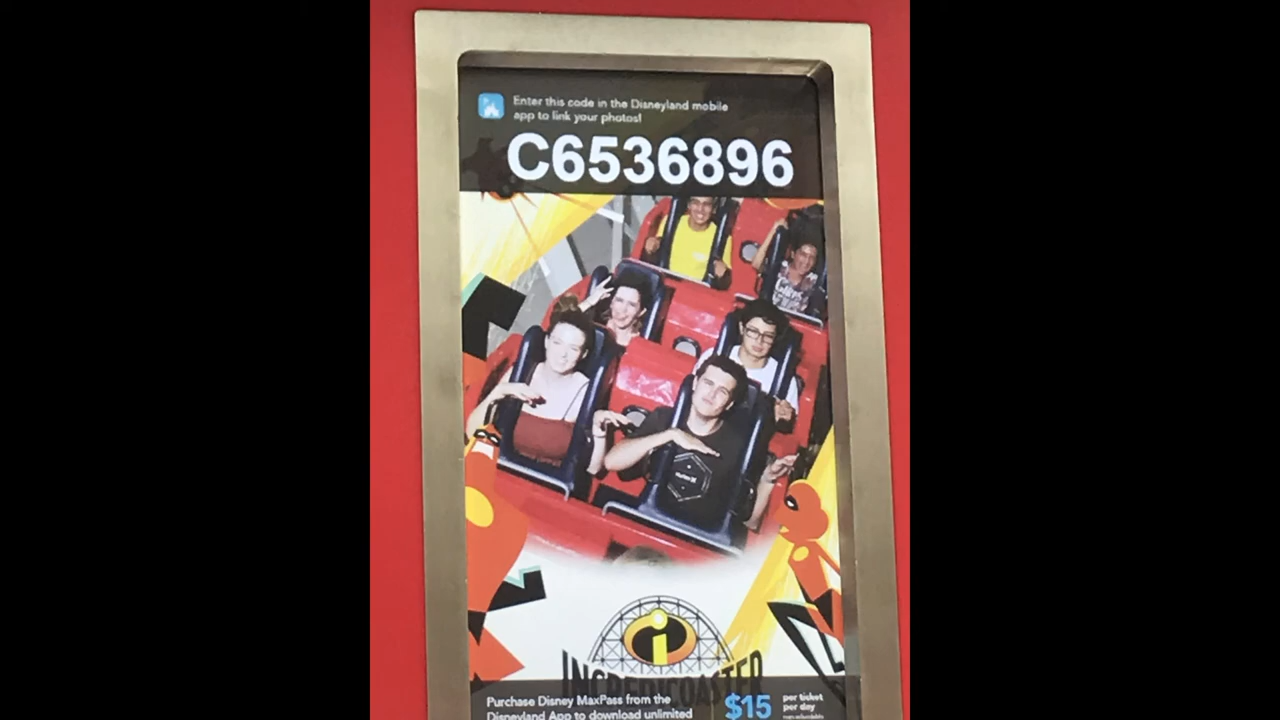 Enter this code in the Disneyland mobile
app to link your photos!
C6536896
i
INCREDICOASTER
Purchase Disney MaxPass from the
Disneyland App to download unlimited
$15
per ticket
per day